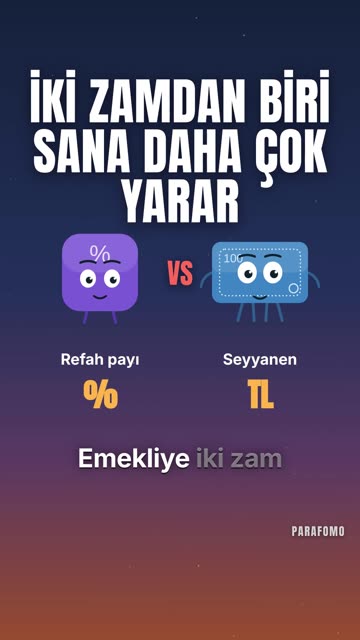 İKİ ZAMDAN BİRİ
SANA DAHA ÇOK
YARAR
%
VS
100
Refah payı
Seyyanen
%
TL
Emekliye iki zam
PARAFOMO